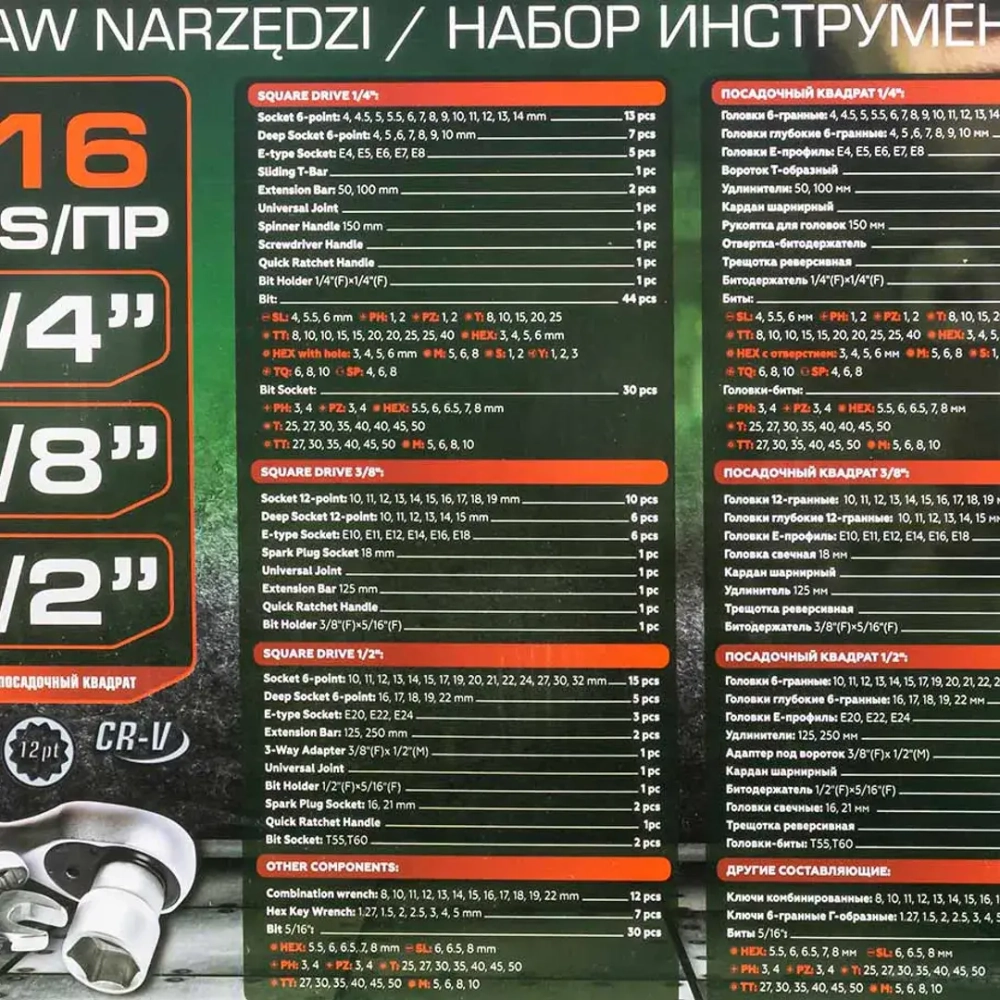 AW NARZĘDZI / НАБОР ИНСТРУМЕН
16
S/ПР
/4”
/8”
/2”
ПОСАДОЧНЫЙ КВАДРАТ
12pt
CR-V
SQUARE DRIVE 1/4":
Socket 6-point: 4, 4.5, 5, 5.5, 6, 7, 8, 9, 10, 11, 12, 13, 14 mm 13 pcs
Deep Socket 6-point: 4, 5 ,6, 7, 8, 9, 10 mm 7 pcs
E-type Socket: E4, E5, E6, E7, E8 5 pcs
Sliding T-Bar 1 pc
Extension Bar: 50, 100 mm 2 pcs
Universal Joint 1 pc
Spinner Handle 150 mm 1 pc
Screwdriver Handle 1 pc
Quick Ratchet Handle 1 pc
Bit Holder 1/4"(F)×1/4"(F) 1 pc
Bit: 44 pcs
SL: 4, 5.5, 6 mm PH: 1, 2 PZ: 1, 2 T: 8, 10, 15, 20, 25
TT: 8, 10, 10, 15, 15, 20, 20, 25, 25, 40 HEX: 3, 4, 5, 6 mm
HEX with hole: 3, 4, 5, 6 mm M: 5, 6, 8 S: 1, 2 Y: 1, 2, 3
TQ: 6, 8, 10 SP: 4, 6, 8
Bit Socket: 30 pcs
PH: 3, 4 PZ: 3, 4 HEX: 5.5, 6, 6.5, 7, 8 mm
T: 25, 27, 30, 35, 40, 40, 45, 50
TT: 27, 30, 35, 40, 45, 50 M: 5, 6, 8, 10
SQUARE DRIVE 3/8":
Socket 12-point: 10, 11, 12, 13, 14, 15, 16, 17, 18, 19 mm 10 pcs
Deep Socket 12-point: 10, 11, 12, 13, 14, 15 mm 6 pcs
E-type Socket: E10, E11, E12, E14, E16, E18 6 pcs
Spark Plug Socket 18 mm 1 pc
Universal Joint 1 pc
Extension Bar 125 mm 1 pc
Quick Ratchet Handle 1 pc
Bit Holder 3/8"(F)×5/16"(F) 1 pc
SQUARE DRIVE 1/2":
Socket 6-point: 10, 11, 12, 13, 14, 15, 17, 19, 20, 21, 22, 24, 27, 30, 32 mm 15 pcs
Deep Socket 6-point: 16, 17, 18, 19, 22 mm 5 pcs
E-type Socket: E20, E22, E24 3 pcs
Extension Bar: 125, 250 mm 2 pcs
3-Way Adapter 3/8"(F)x 1/2"(M) 1 pc
Universal Joint 1 pc
Bit Holder 1/2"(F)×5/16"(F) 1 pc
Spark Plug Socket: 16, 21 mm 2 pcs
Quick Ratchet Handle 1pc
Bit Socket: T55,T60 2 pcs
OTHER COMPONENTS:
Combination wrench: 8, 10, 11, 12, 13, 14, 15, 16, 17, 18, 19, 22 mm 12 pcs
Hex Key Wrench: 1.27, 1.5, 2, 2.5, 3, 4, 5 mm 7 pcs
Bit 5/16": 30 pcs
HEX: 5.5, 6, 6.5, 7, 8 mm SL: 6, 6.5, 8 mm
PH: 3, 4 PZ: 3, 4 T: 25, 27, 30, 35, 40, 45, 50
TT: 27, 30, 35, 40, 45, 50 M: 5, 6, 8, 10
ПОСАДОЧНЫЙ КВАДРАТ 1/4":
Головки 6-гранные: 4, 4.5, 5, 5.5, 6, 7, 8, 9, 10, 11, 12, 13, 14
Головки глубокие 6-гранные: 4, 5 ,6, 7, 8, 9, 10 мм
Головки Е-профиль: E4, E5, E6, E7, E8
Вороток Т-образный
Удлинители: 50, 100 мм
Кардан шарнирный
Рукоятка для головок 150 мм
Отвертка-битодержатель
Трещотка реверсивная
Битодержатель 1/4"(F)×1/4"(F)
Биты:
SL: 4, 5.5, 6 мм PH: 1, 2 PZ: 1, 2 T: 8, 10, 15, 2
TT: 8, 10, 10, 15, 15, 20, 20, 25, 25, 40 HEX: 3, 4, 5,
HEX с отверстием: 3, 4, 5, 6 мм M: 5, 6, 8 S: 1,
TQ: 6, 8, 10 SP: 4, 6, 8
Головки-биты:
PH: 3, 4 PZ: 3, 4 HEX: 5.5, 6, 6.5, 7, 8 мм
T: 25, 27, 30, 35, 40, 40, 45, 50
TT: 27, 30, 35, 40, 45, 50 M: 5, 6, 8, 10
ПОСАДОЧНЫЙ КВАДРАТ 3/8":
Головки 12-гранные: 10, 11, 12, 13, 14, 15, 16, 17, 18, 19 м
Головки глубокие 12-гранные: 10, 11, 12, 13, 14, 15 мм
Головки Е-профиль: E10, E11, E12, E14, E16, E18
Головка свечная 18 мм
Кардан шарнирный
Удлинитель 125 мм
Трещотка реверсивная
Битодержатель 3/8"(F)×5/16"(F)
ПОСАДОЧНЫЙ КВАДРАТ 1/2":
Головки 6-гранные: 10, 11, 12, 13, 14, 15, 17, 19, 20, 21, 22, 2
Головки глубокие 6-гранные: 16, 17, 18, 19, 22 мм
Головки Е-профиль: E20, E22, E24
Удлинители: 125, 250 мм
Адаптер под вороток 3/8"(F)x 1/2"(M)
Кардан шарнирный
Битодержатель 1/2"(F)×5/16"(F)
Головки свечные: 16, 21 мм
Трещотка реверсивная
Головки-биты: T55,T60
ДРУГИЕ СОСТАВЛЯЮЩИЕ:
Ключи комбинированные: 8, 10, 11, 12, 13, 14, 15, 16, 1
Ключи 6-гранные Г-образные: 1.27, 1.5, 2, 2.5, 3, 4, 5
Биты 5/16":
HEX: 5.5, 6, 6.5, 7, 8 мм SL: 6, 6.5, 8 мм
PH: 3, 4 PZ: 3, 4 T: 25, 27, 30, 35, 40, 45, 50
TT: 27, 30, 35, 40, 45, 50 M: 5, 6, 8, 10